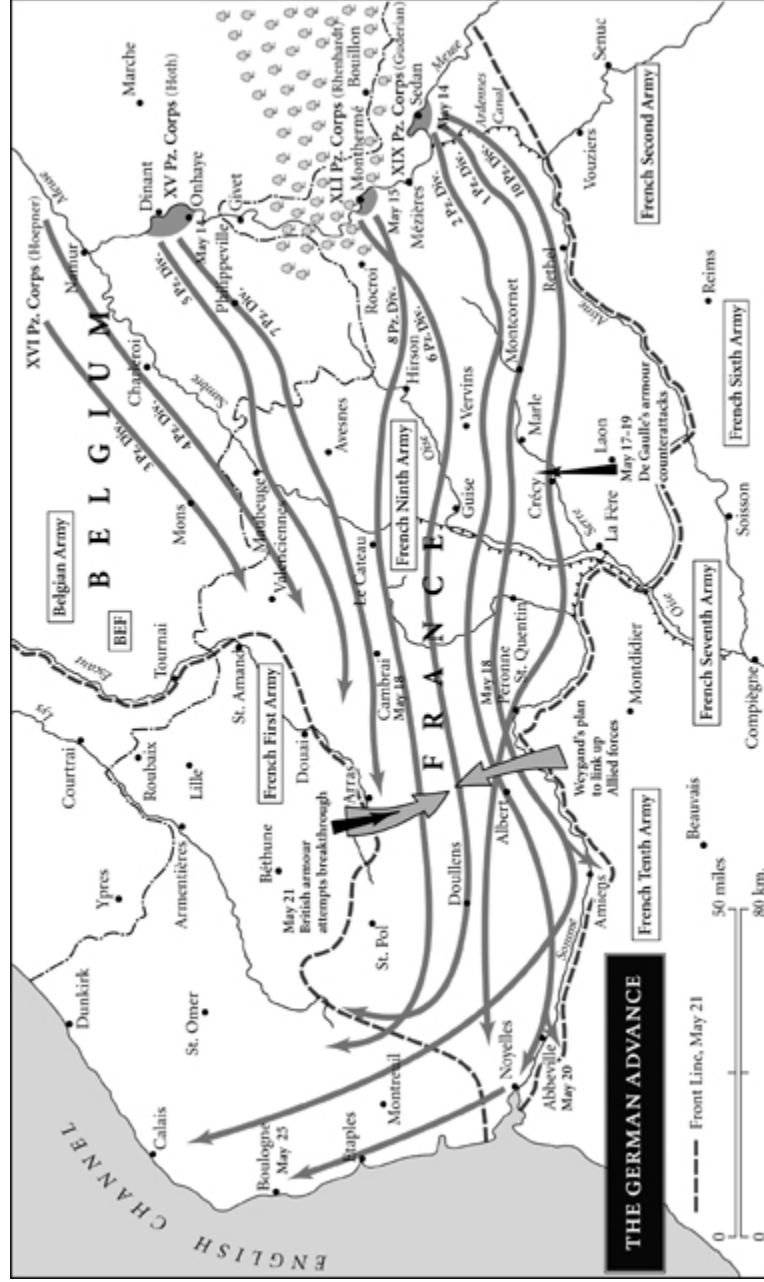 THE GERMAN ADVANCE
Front Line, May 21
0
50 miles
0
80 km.
ENGLISH CHANNEL
BELGIUM
FRANCE
Dunkirk
Calais
Boulogne
May 25
Étaples
Montreuil
St. Omer
Ypres
Armentières
Courtrai
Roubaix
Lille
Lys
Escaut
Tournai
BEF
Belgian Army
St. Amand
French First Army
Douai
Béthune
May 21
British armour
attempts breakthrough
Arras
St. Pol
Doullens
Noyelles
Abbeville
May 20
Somme
Amiens
Albert
Weygand's plan
to link up
Allied forces
French Tenth Army
Beauvais
Montdidier
French Seventh Army
Compiègne
Peronne
May 18
St. Quentin
Cambrai
May 18
Le Cateau
Valenciennes
Maubeuge
Mons
XVI Pz. Corps (Hoepner)
3 Pz. Div.
4 Pz. Div.
Charleroi
Sambre
Namur
Meuse
Marche
Dinant
XV Pz. Corps (Hoth)
Onhaye
May 14
5 Pz. Div.
7 Pz. Div.
Philippeville
Givet
Avesnes
French Ninth Army
Oise
Guise
Vervins
Hirson
Rocroi
8 Pz. Div.
6 Pz. Div.
XLI Pz. Corps (Rhenhardt)
Monthermé
May 15
Bouillon
XIX Pz. Corps (Guderian)
Sedan
May 14
Meuse
Mézières
2 Pz. Div.
1 Pz. Div.
10 Pz. Div.
Ardennes
Canal
Montcornet
Marle
Crécy
Serre
La Fère
Laon
May 17–19
De Gaulle's armour
counterattacks
Oise
Soisson
French Sixth Army
Reims
Aisne
Rethel
Vouziers
Senuc
French Second Army